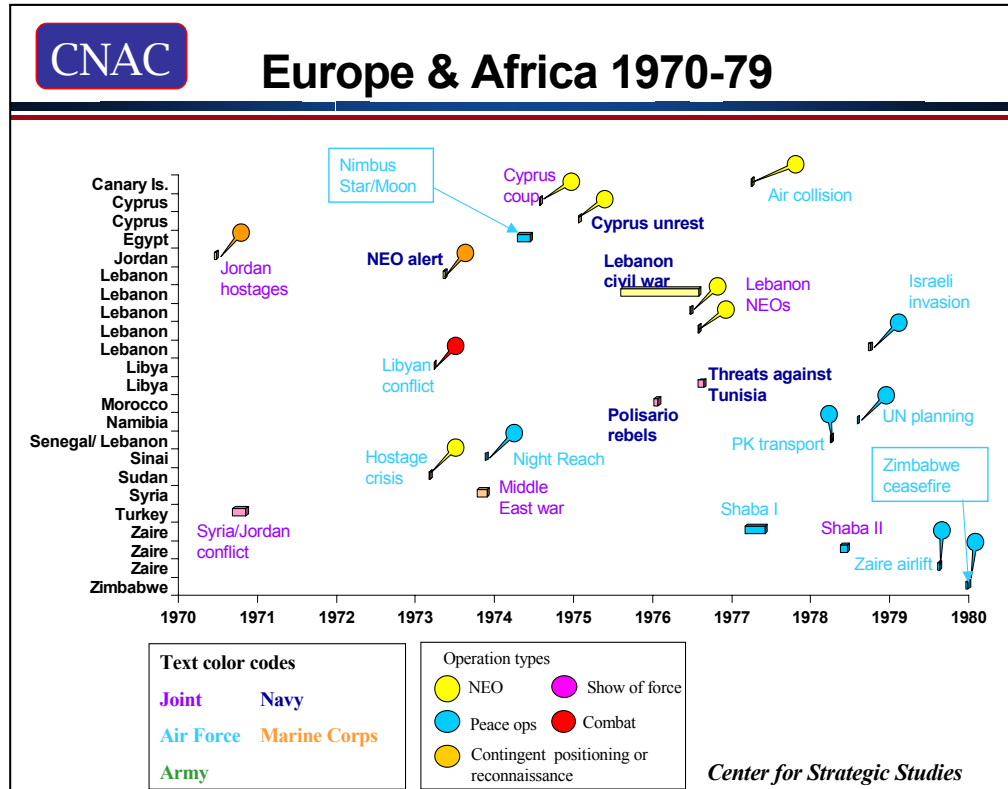 CNAC
Europe & Africa 1970-79
Nimbus
Star/Moon
Cyprus
coup
Air collision
Cyprus unrest
NEO alert
Jordan
hostages
Lebanon
civil war
Lebanon
NEOs
Israeli
invasion
Libyan
conflict
Threats against
Tunisia
Polisario
rebels
UN planning
PK transport
Hostage
crisis
Night Reach
Zimbabwe
ceasefire
Middle
East war
Syria/Jordan
conflict
Shaba I
Shaba II
Zaire airlift
Canary Is.
Cyprus
Cyprus
Egypt
Jordan
Lebanon
Lebanon
Lebanon
Lebanon
Lebanon
Libya
Libya
Morocco
Namibia
Senegal/ Lebanon
Sinai
Sudan
Syria
Turkey
Zaire
Zaire
Zaire
Zimbabwe
1970 1971 1972 1973 1974 1975 1976 1977 1978 1979 1980
Text color codes
Joint Navy
Air Force Marine Corps
Army
Operation types
NEO Show of force
Peace ops Combat
Contingent positioning or
reconnaissance
Center for Strategic Studies